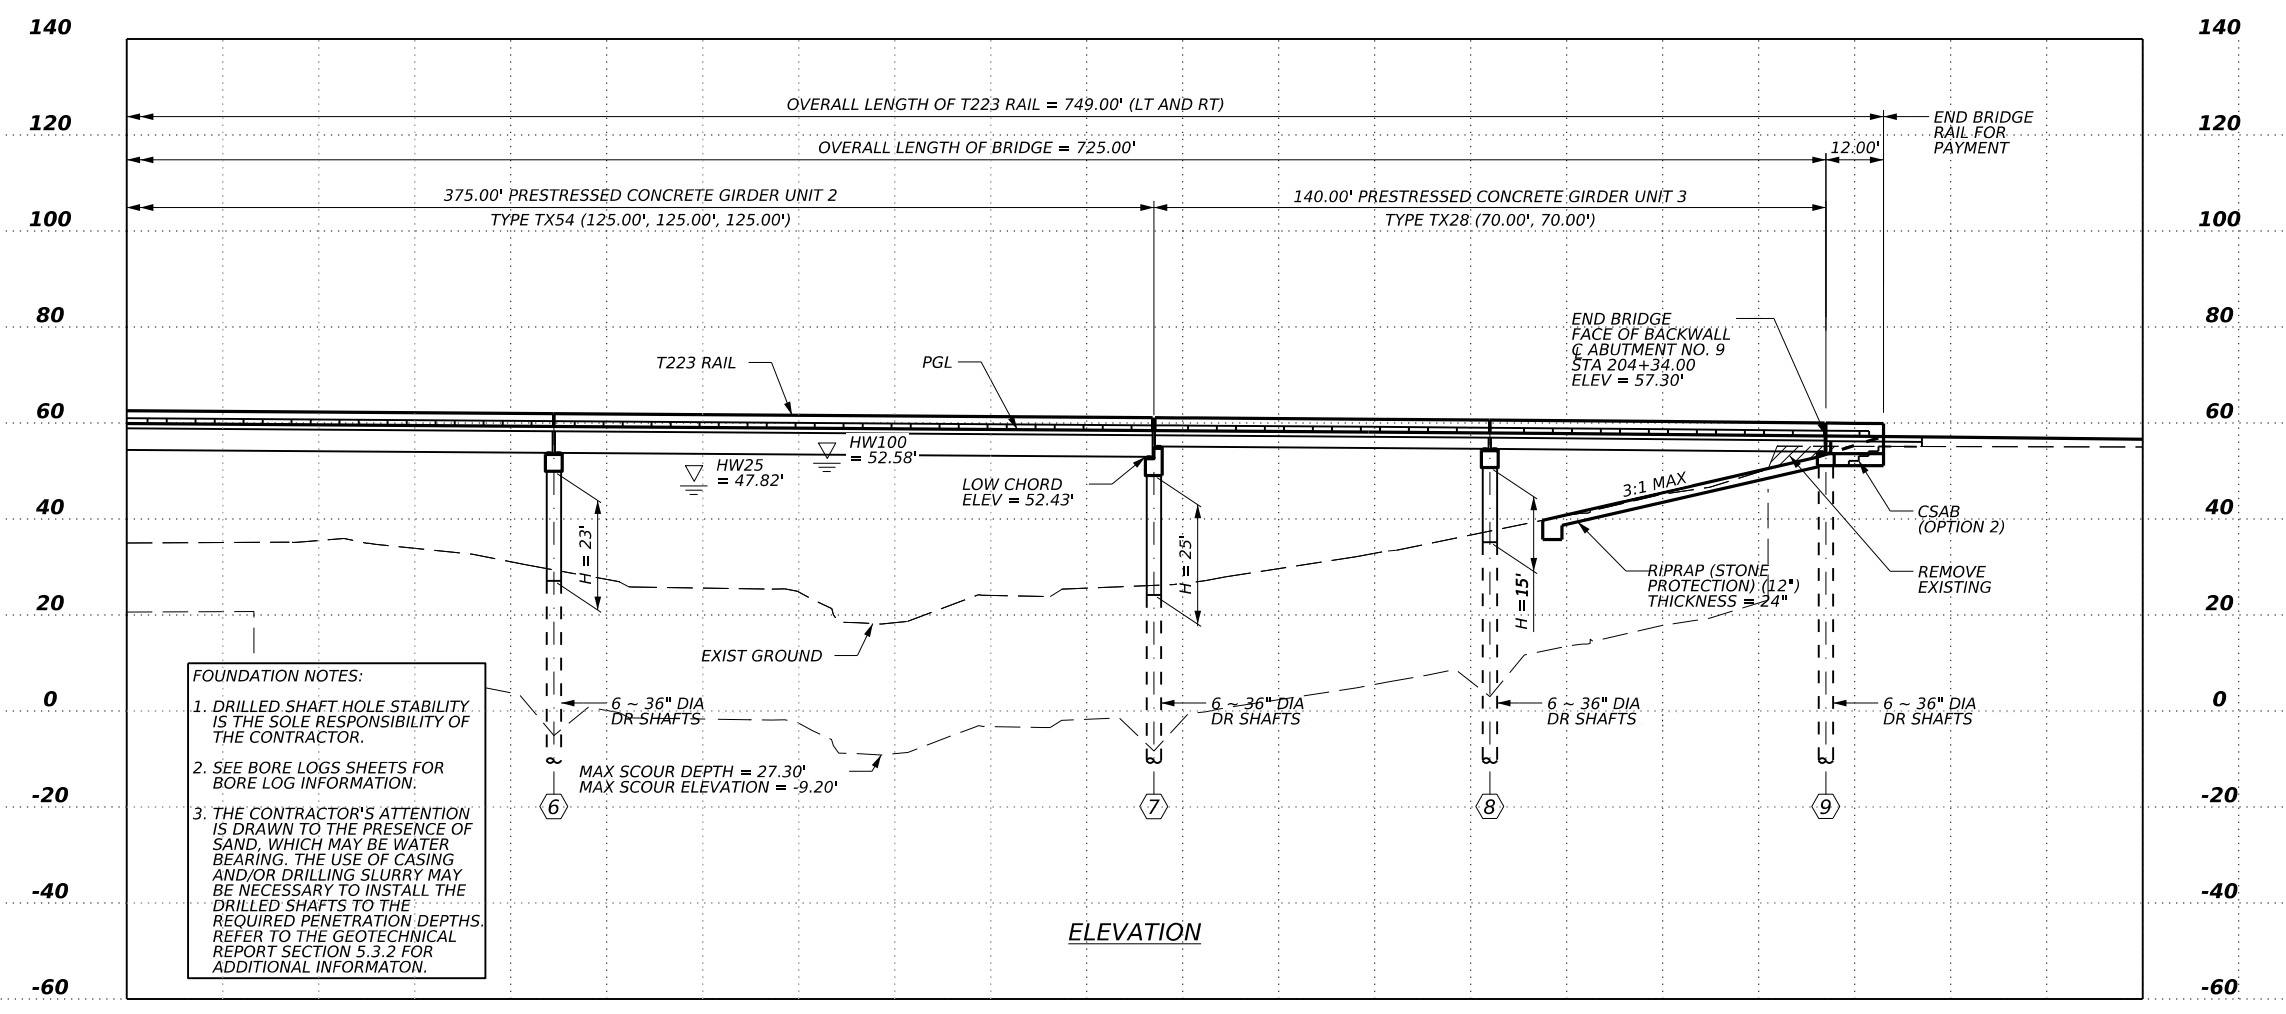 140
140
OVERALL LENGTH OF T223 RAIL = 749.00' (LT AND RT)
END BRIDGE
RAIL FOR
PAYMENT
120
120
OVERALL LENGTH OF BRIDGE = 725.00'
12.00'
375.00' PRESTRESSED CONCRETE GIRDER UNIT 2
TYPE TX54 (125.00', 125.00', 125.00')
140.00' PRESTRESSED CONCRETE GIRDER UNIT 3
TYPE TX28 (70.00', 70.00')
100
100
80
80
END BRIDGE
FACE OF BACKWALL
℄ ABUTMENT NO. 9
STA 204+34.00
ELEV = 57.30'
T223 RAIL
PGL
60
60
HW100
= 52.58'
HW25
= 47.82'
LOW CHORD
ELEV = 52.43'
3:1 MAX
40
40
CSAB
(OPTION 2)
H = 23'
H = 25'
H = 15'
RIPRAP (STONE
PROTECTION) (12")
THICKNESS = 24"
REMOVE
EXISTING
20
20
EXIST GROUND
0
0
6 ~ 36" DIA
DR SHAFTS
6 ~ 36" DIA
DR SHAFTS
6 ~ 36" DIA
DR SHAFTS
6 ~ 36" DIA
DR SHAFTS
MAX SCOUR DEPTH = 27.30'
MAX SCOUR ELEVATION = -9.20'
-20
-20
6
7
8
9
FOUNDATION NOTES:
1. DRILLED SHAFT HOLE STABILITY
IS THE SOLE RESPONSIBILITY OF
THE CONTRACTOR.
2. SEE BORE LOGS SHEETS FOR
BORE LOG INFORMATION.
3. THE CONTRACTOR'S ATTENTION
IS DRAWN TO THE PRESENCE OF
SAND, WHICH MAY BE WATER
BEARING. THE USE OF CASING
AND/OR DRILLING SLURRY MAY
BE NECESSARY TO INSTALL THE
DRILLED SHAFTS TO THE
REQUIRED PENETRATION DEPTHS.
REFER TO THE GEOTECHNICAL
REPORT SECTION 5.3.2 FOR
ADDITIONAL INFORMATON.
-40
-40
ELEVATION
-60
-60